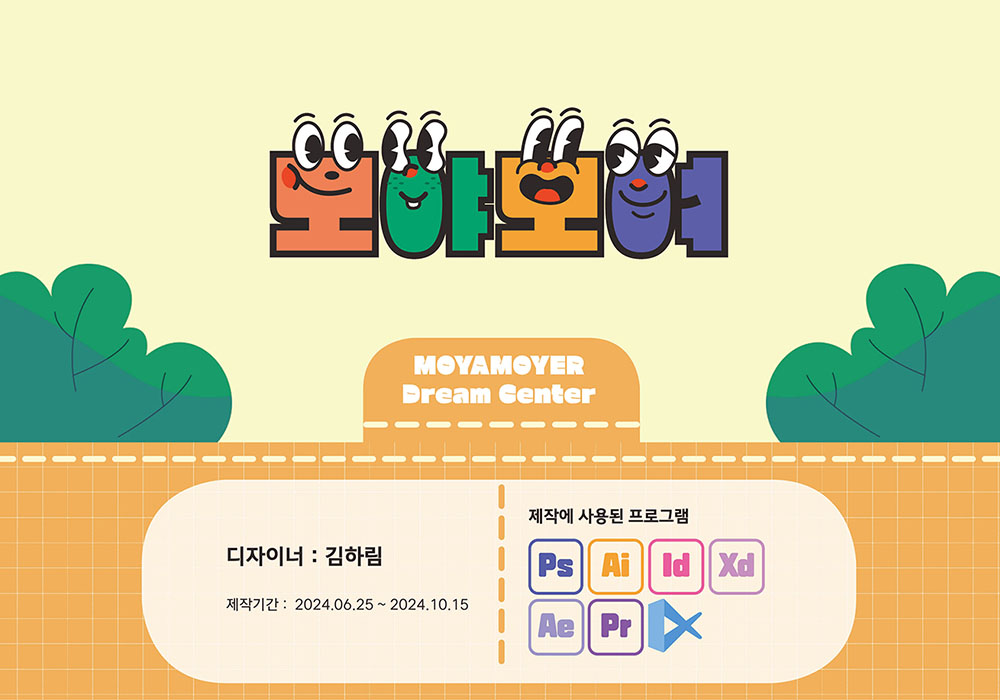 모야모여
MOYAMOYER
Dream Center
디자이너 : 김하림
제작기간 : 2024.06.25 ~ 2024.10.15
제작에 사용된 프로그램
Ps Ai Id Xd
Ae Pr